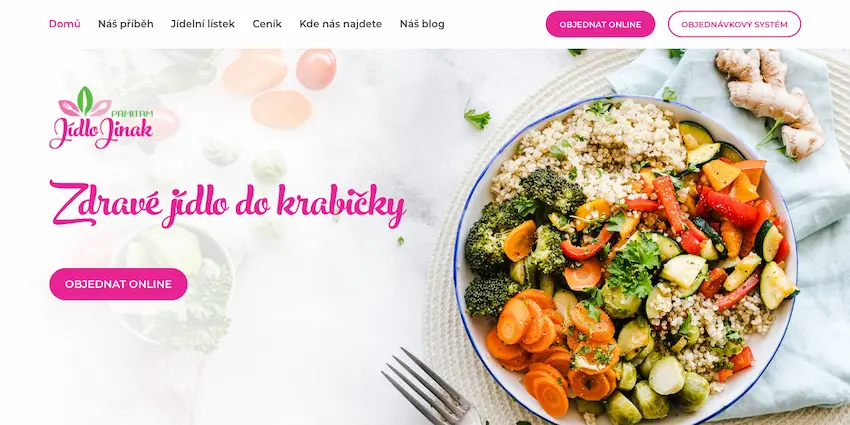 Domů Náš příběh Jídelní lístek Ceník Kde nás najdete Náš blog OBJEDNAT ONLINE OBJEDNÁVKOVÝ SYSTÉM
PAMITAM
Jídlo Jinak
Zdravé jídlo do krabičky
OBJEDNAT ONLINE